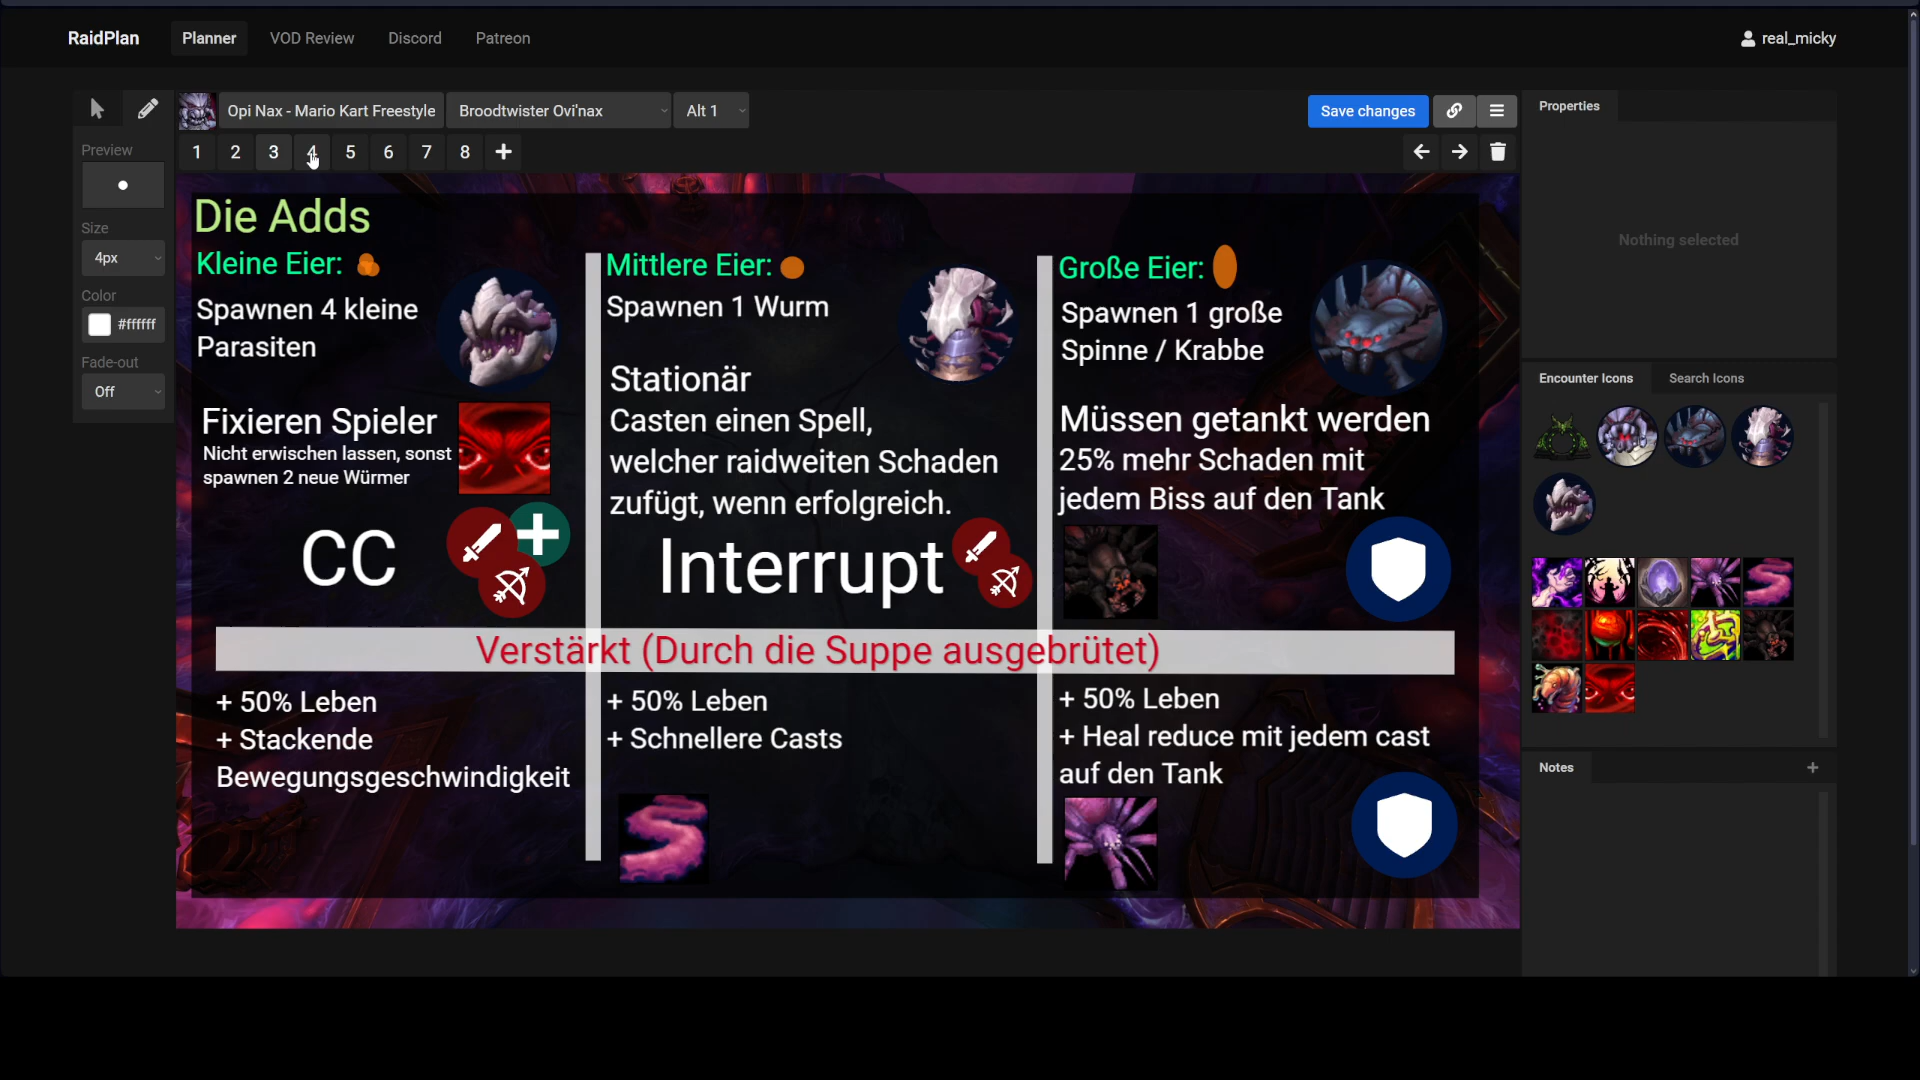 RaidPlan
Planner
VOD Review
Discord
Patreon
real_micky
Opi Nax - Mario Kart Freestyle
Broodtwister Ovi'nax
Alt 1
Save changes
1 2 3 4 5 6 7 8
Preview
Size
4px
Color
#ffffff
Fade-out
Off
Die Adds
Kleine Eier:
Spawnen 4 kleine
Parasiten
Fixieren Spieler
Nicht erwischen lassen, sonst
spawnen 2 neue Würmer
CC
Mittlere Eier:
Spawnen 1 Wurm
Stationär
Casten einen Spell,
welcher raidweiten Schaden
zufügt, wenn erfolgreich.
Interrupt
Große Eier:
Spawnen 1 große
Spinne / Krabbe
Müssen getankt werden
25% mehr Schaden mit
jedem Biss auf den Tank
Verstärkt (Durch die Suppe ausgebrütet)
+ 50% Leben
+ Stackende
Bewegungsgeschwindigkeit
+ 50% Leben
+ Schnellere Casts
+ 50% Leben
+ Heal reduce mit jedem cast
auf den Tank
Properties
Nothing selected
Encounter Icons
Search Icons
Notes